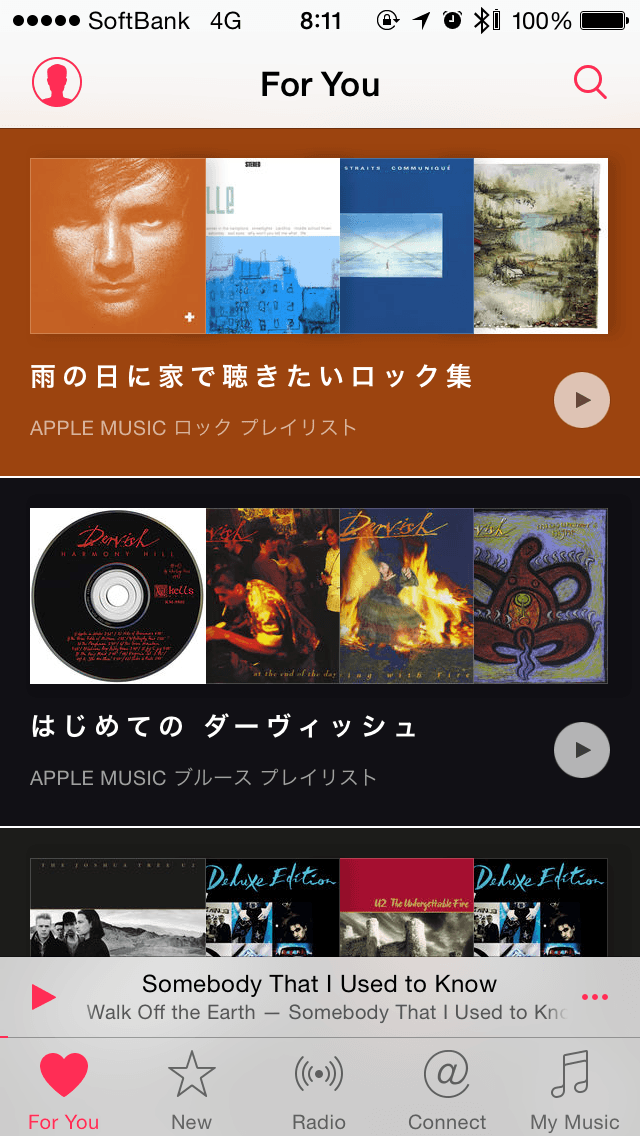 SoftBank 4G 8:11 100%
For You
STEREO
STRAITS COMMUNIQUÉ
雨の日に家で聴きたいロック集
APPLE MUSIC ロック プレイリスト
Dervish
HARMONY HILL
kells
Dervish
at the end of the day
はじめての ダーヴィッシュ
APPLE MUSIC ブルース プレイリスト
THE JOSHUA TREE U2
Deluxe Edition
U2 The Unforgettable Fire
Deluxe Edition
Somebody That I Used to Know
Walk Off the Earth — Somebody That I Used to Kno
For You
New
Radio
Connect
My Music